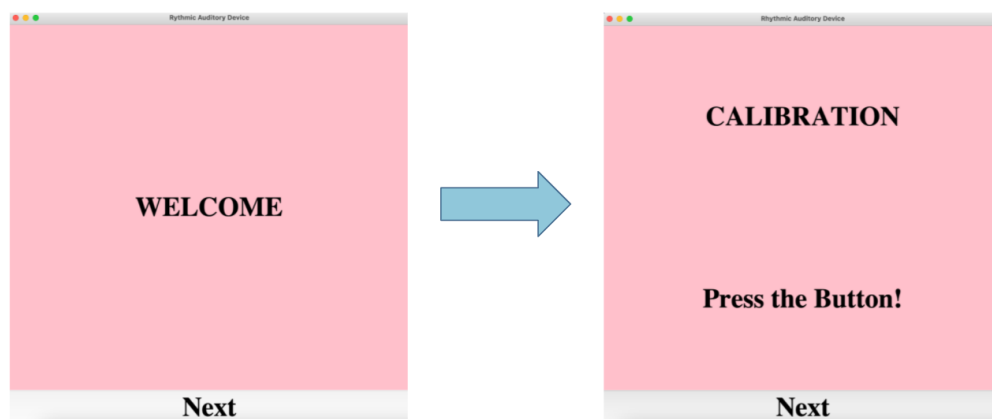 Rythmic Auditory Device
WELCOME
Next
Rhythmic Auditory Device
CALIBRATION
Press the Button!
Next